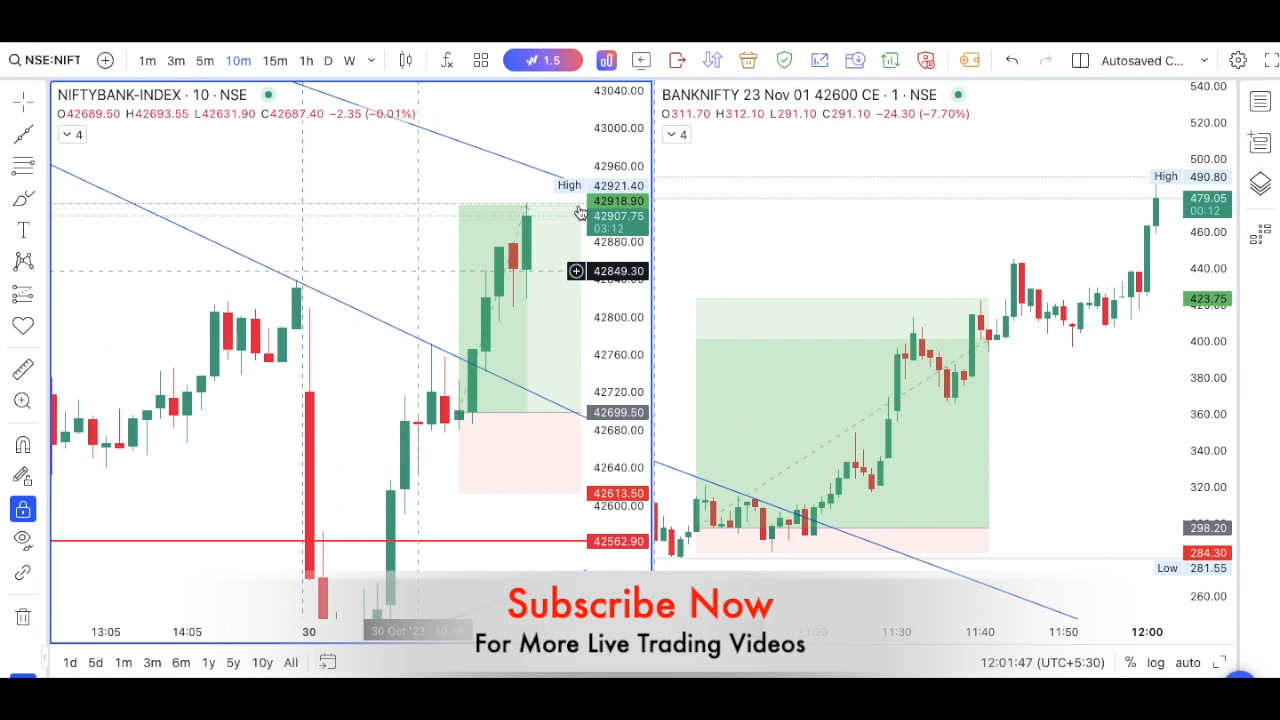 NSE:NIFT
1m 3m 5m 10m 15m 1h D W
1.5
Autosaved C...
NIFTYBANK-INDEX · 10 · NSE
O42689.50 H42693.55 L42631.90 C42687.40 −2.35 (−0.01%)
4
43040.00
43000.00
42960.00
High 42921.40
42918.90
42907.75
03:12
42880.00
42849.30
42800.00
42760.00
42720.00
42699.50
42680.00
42640.00
42613.50
42600.00
42562.90
13:05 14:05 30 30 Oct '23
BANKNIFTY 23 Nov 01 42600 CE · 1 · NSE
O311.70 H312.10 L291.10 C291.10 −24.30 (−7.70%)
4
540.00
520.00
500.00
High 490.80
479.05
00:12
460.00
440.00
423.75
400.00
380.00
360.00
340.00
320.00
298.20
284.30
Low 281.55
260.00
11:20 11:30 11:40 11:50 12:00
Subscribe Now
For More Live Trading Videos
1d 5d 1m 3m 6m 1y 5y 10y All
12:01:47 (UTC+5:30) % log auto